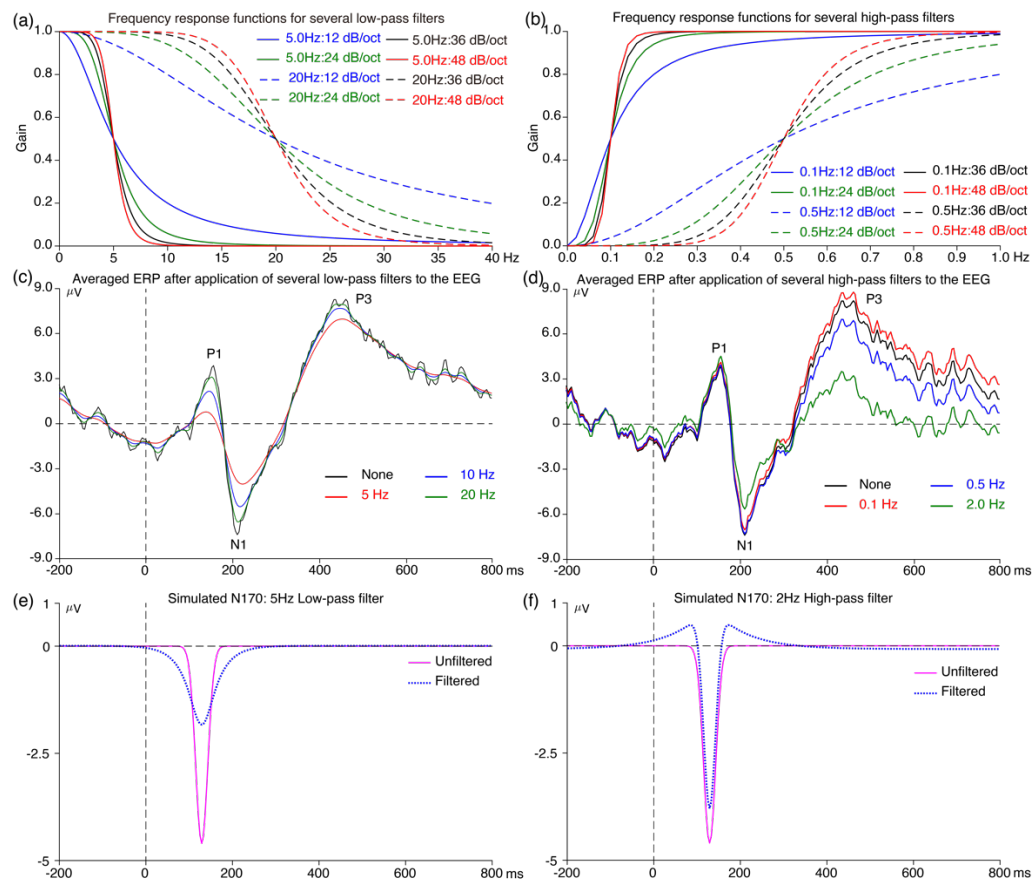 (a) Frequency response functions for several low-pass filters
1.0
0.8
0.6
0.4
0.2
0.0
Gain
5.0Hz:12 dB/oct 5.0Hz:36 dB/oct
5.0Hz:24 dB/oct 5.0Hz:48 dB/oct
20Hz:12 dB/oct 20Hz:36 dB/oct
20Hz:24 dB/oct 20Hz:48 dB/oct
0 5 10 15 20 25 30 35 40 Hz
(b) Frequency response functions for several high-pass filters
1.0
0.8
0.6
0.4
0.2
0.0
Gain
0.1Hz:12 dB/oct 0.1Hz:36 dB/oct
0.1Hz:24 dB/oct 0.1Hz:48 dB/oct
0.5Hz:12 dB/oct 0.5Hz:36 dB/oct
0.5Hz:24 dB/oct 0.5Hz:48 dB/oct
0.0 0.2 0.4 0.6 0.8 1.0 Hz
(c) Averaged ERP after application of several low-pass filters to the EEG
9.0 μV
6.0
3.0
0
-3.0
-6.0
-9.0
P1
P3
N1
None 10 Hz
5 Hz 20 Hz
-200 0 200 400 600 800 ms
(d) Averaged ERP after application of several high-pass filters to the EEG
9.0 μV
6.0
3.0
0
-3.0
-6.0
-9.0
P1
P3
N1
None 0.5 Hz
0.1 Hz 2.0 Hz
-200 0 200 400 600 800 ms
(e) Simulated N170: 5Hz Low-pass filter
1 μV
0
-2.5
-5
Unfiltered
Filtered
-200 0 200 400 600 800 ms
(f) Simulated N170: 2Hz High-pass filter
1 μV
0
-2.5
-5
Unfiltered
Filtered
-200 0 200 400 600 800 ms